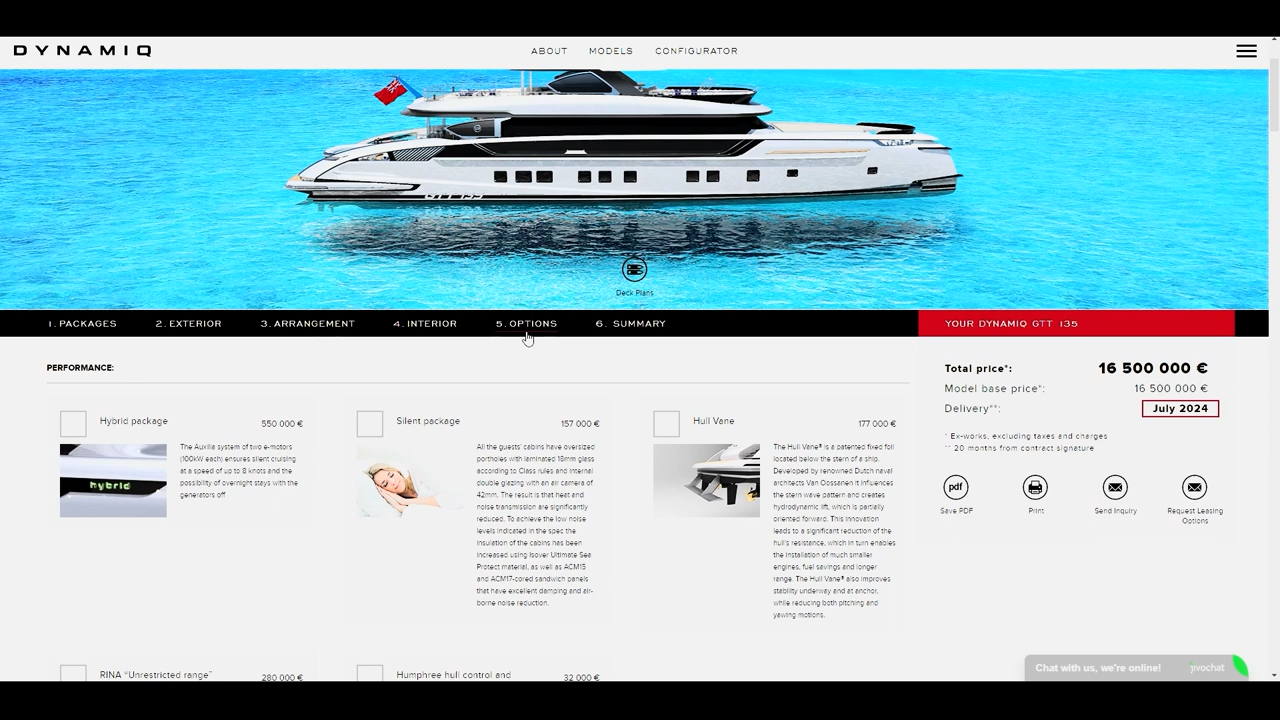 DYNAMIQ
ABOUT MODELS CONFIGURATOR
GTT 135
Deck Plans
1. PACKAGES 2. EXTERIOR 3. ARRANGEMENT 4. INTERIOR 5. OPTIONS 6. SUMMARY
YOUR DYNAMIQ GTT 135
PERFORMANCE:
Hybrid package 550 000 €
hybrid
The Auxilia system of two e-motors
(100kW each) ensures silent cruising
at a speed of up to 8 knots and the
possibility of overnight stays with the
generators off
Silent package 157 000 €
All the guests' cabins have oversized
portholes with laminated 18mm glass
according to Class rules and internal
double glazing with an air camera of
42mm. The result is that heat and
noise transmission are significantly
reduced. To achieve the low noise
levels indicated in the spec the
insulation of the cabins has been
increased using Isover Ultimate Sea
Protect material, as well as ACM15
and ACM17-cored sandwich panels
that have excellent damping and air-
borne noise reduction.
Hull Vane 177 000 €
The Hull Vane® is a patented fixed foil
located below the stern of a ship.
Developed by renowned Dutch naval
architects Van Oossanen it influences
the stern wave pattern and creates
hydrodynamic lift, which is partially
oriented forward. This innovation
leads to a significant reduction of the
hull's resistance, which in turn enables
the installation of much smaller
engines, fuel savings and longer
range. The Hull Vane® also improves
stability underway and at anchor,
while reducing both pitching and
yawing motions.
RINA "Unrestricted range" 280 000 €
Humphree hull control and 32 000 €
Total price*: 16 500 000 €
Model base price*: 16 500 000 €
Delivery**: July 2024
* Ex-works, excluding taxes and charges
** 20 months from contract signature
pdf
Save PDF
Print
Send Inquiry
Request Leasing
Options
Chat with us, we're online! jivochat